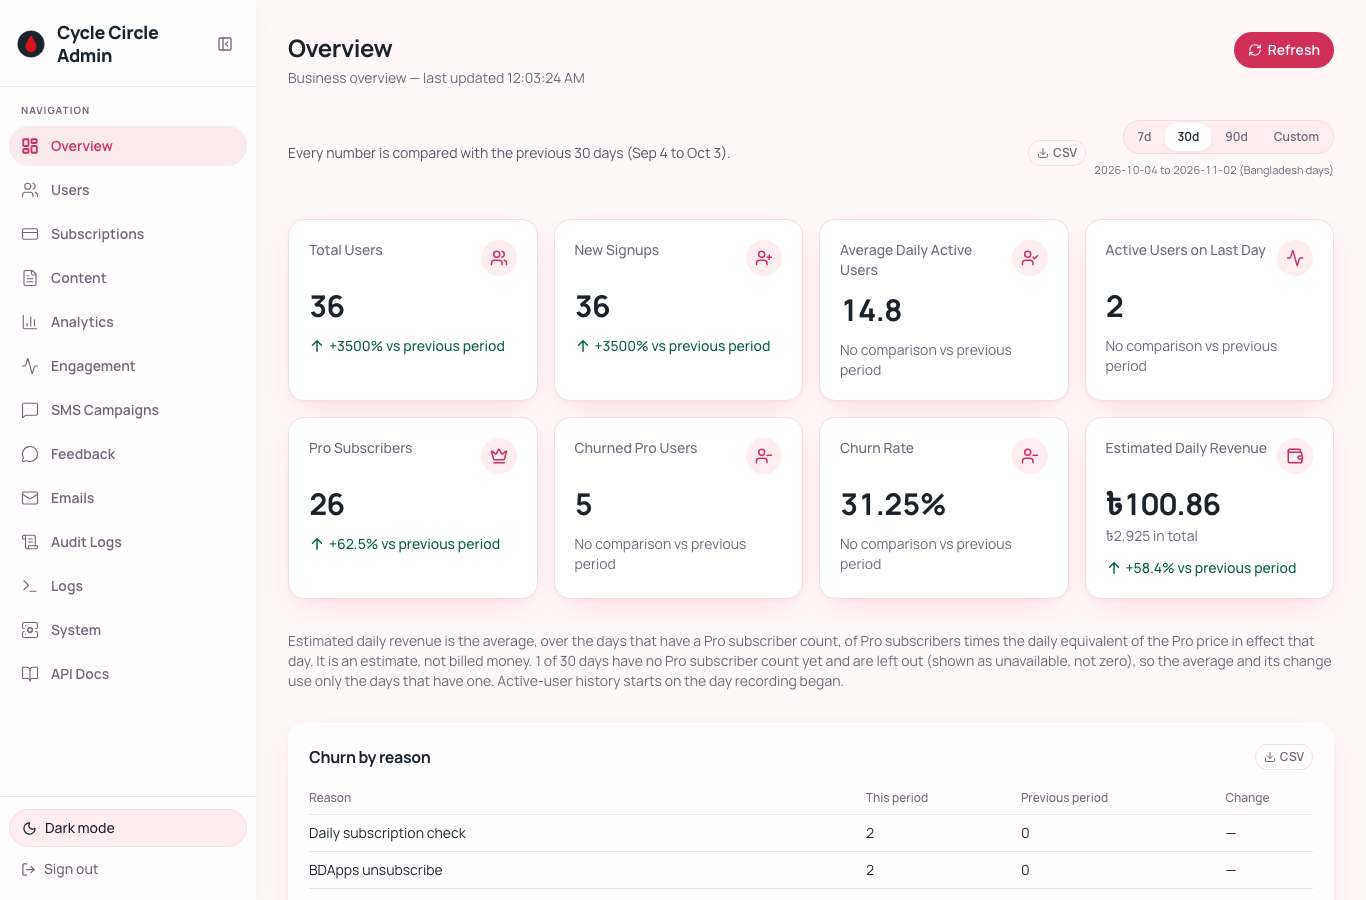 Cycle Circle
Admin
NAVIGATION
Overview
Users
Subscriptions
Content
Analytics
Engagement
SMS Campaigns
Feedback
Emails
Audit Logs
Logs
System
API Docs
Dark mode
Sign out
Overview
Business overview — last updated 12:03:24 AM
Refresh
Every number is compared with the previous 30 days (Sep 4 to Oct 3).
CSV
7d 30d 90d Custom
2026-10-04 to 2026-11-02 (Bangladesh days)
Total Users
36
+3500% vs previous period
New Signups
36
+3500% vs previous period
Average Daily Active
Users
14.8
No comparison vs previous
period
Active Users on Last Day
2
No comparison vs previous
period
Pro Subscribers
26
+62.5% vs previous period
Churned Pro Users
5
No comparison vs previous
period
Churn Rate
31.25%
No comparison vs previous
period
Estimated Daily Revenue
৳100.86
৳2,925 in total
+58.4% vs previous period
Estimated daily revenue is the average, over the days that have a Pro subscriber count, of Pro subscribers times the daily equivalent of the Pro price in effect that
day. It is an estimate, not billed money. 1 of 30 days have no Pro subscriber count yet and are left out (shown as unavailable, not zero), so the average and its change
use only the days that have one. Active-user history starts on the day recording began.
Churn by reason
CSV
Reason This period Previous period Change
Daily subscription check 2 0 —
BDApps unsubscribe 2 0 —